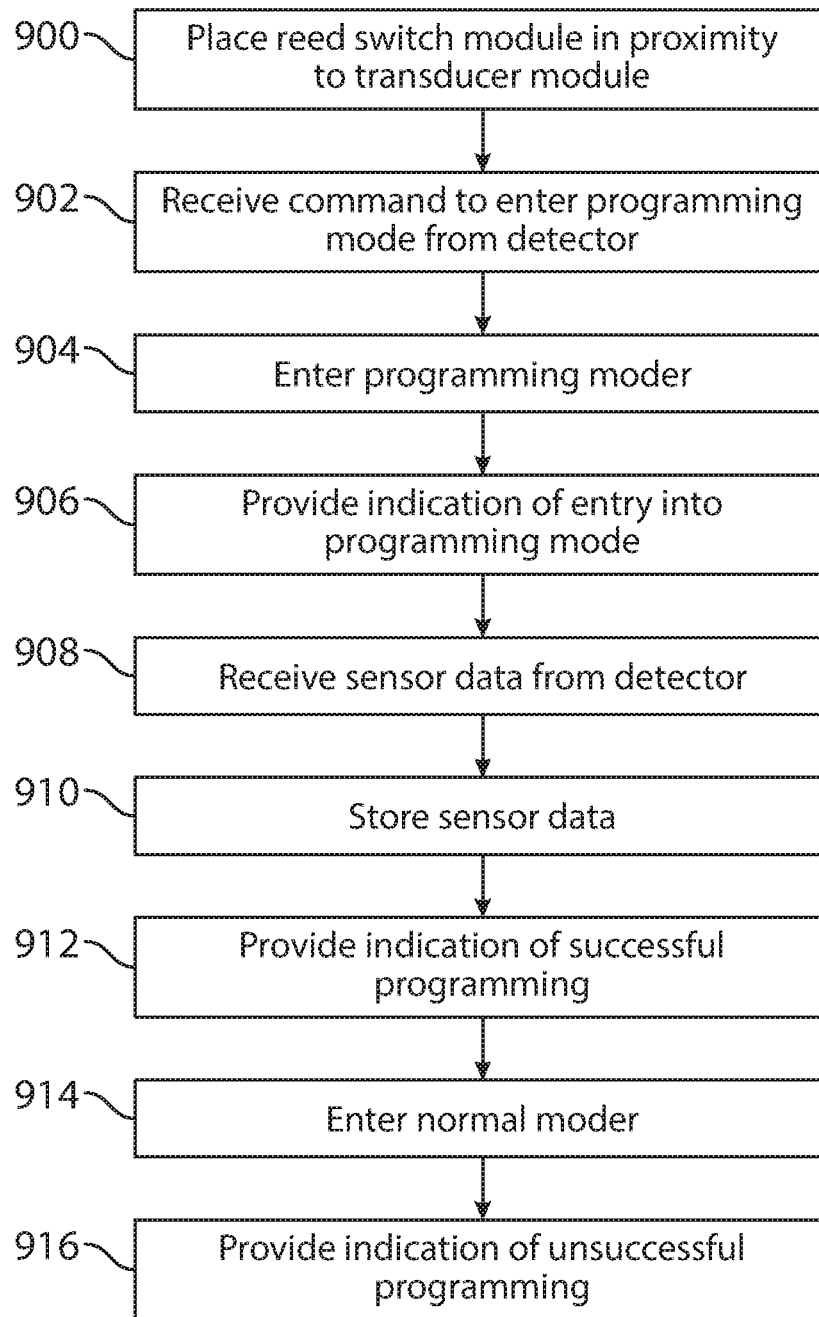 900
Place reed switch module in proximity
to transducer module
902
Receive command to enter programming
mode from detector
904
Enter programming moder
906
Provide indication of entry into
programming mode
908
Receive sensor data from detector
910
Store sensor data
912
Provide indication of successful
programming
914
Enter normal moder
916
Provide indication of unsuccessful
programming